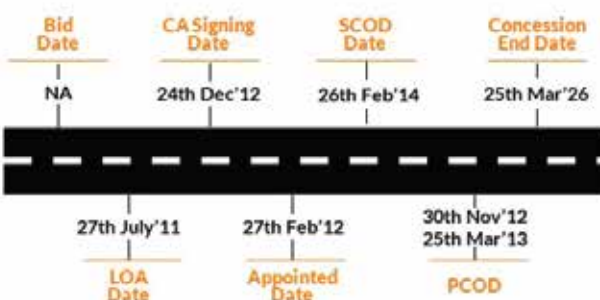 Bid
Date
CA Signing
Date
SCOD
Date
Concession
End Date
NA
24th Dec'12
26th Feb'14
25th Mar'26
27th July'11
27th Feb'12
30th Nov'12
25th Mar'13
LOA
Date
Appointed
Date
PCOD